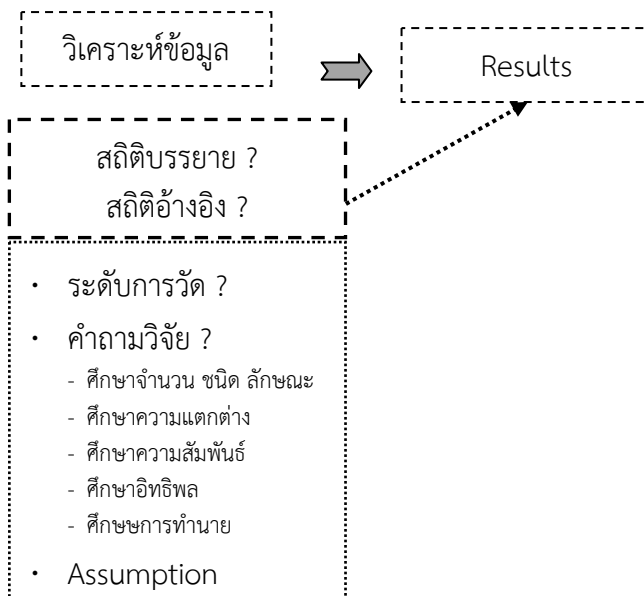 วิเคราะห์ข้อมูล
Results
สถิติบรรยาย ?
สถิติอ้างอิง ?
· ระดับการวัด ?
· คำถามวิจัย ?
- ศึกษาจำนวน ชนิด ลักษณะ
- ศึกษาความแตกต่าง
- ศึกษาความสัมพันธ์
- ศึกษาอิทธิพล
- ศึกษษการทำนาย
· Assumption